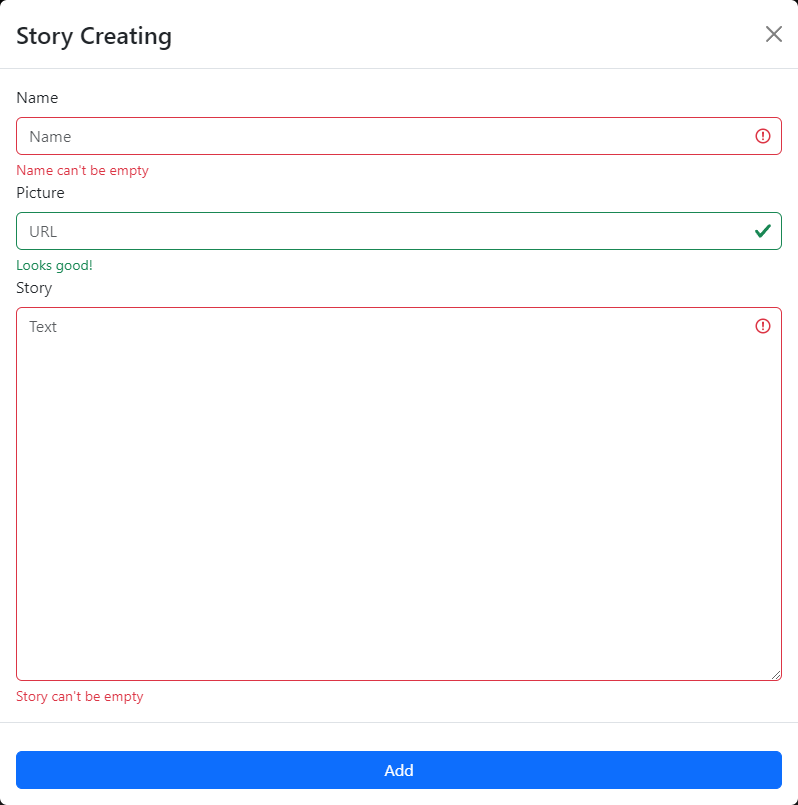 Story Creating
Name
Name
Name can't be empty
Picture
URL
Looks good!
Story
Text
Story can't be empty
Add